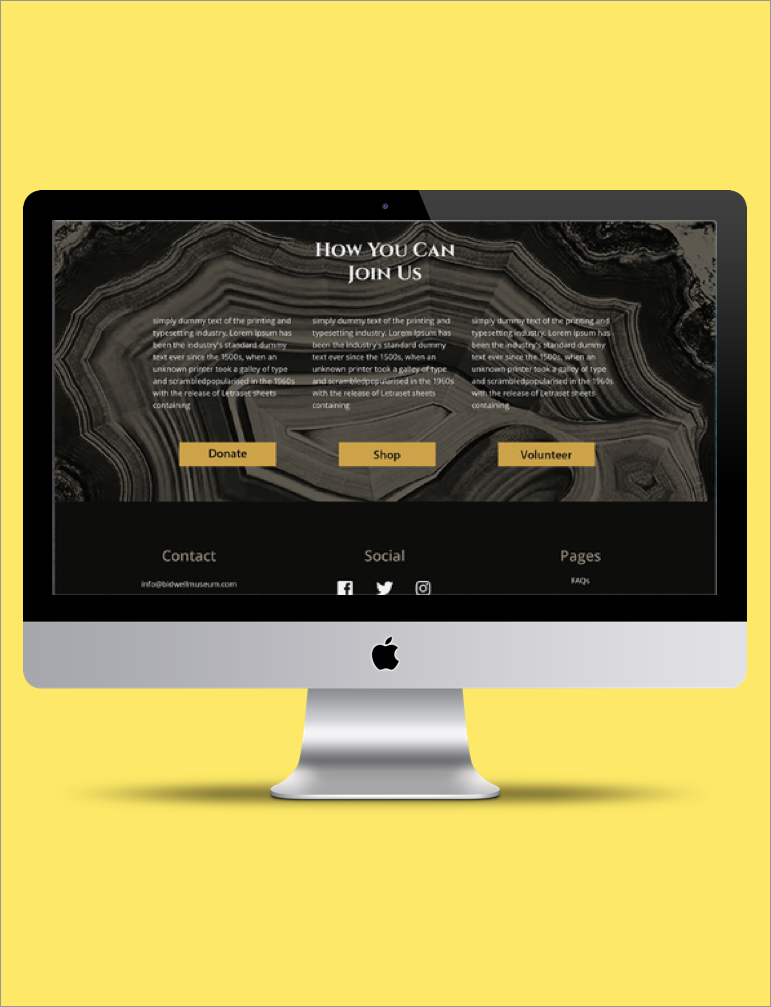 How You Can
Join Us
simply dummy text of the printing and
typesetting industry. Lorem Ipsum has
been the industry's standard dummy
text ever since the 1500s, when an
unknown printer took a galley of type
and scrambledpopularised in the 1960s
with the release of Letraset sheets
containing
simply dummy text of the printing and
typesetting industry. Lorem Ipsum has
been the industry's standard dummy
text ever since the 1500s, when an
unknown printer took a galley of type
and scrambledpopularised in the 1960s
with the release of Letraset sheets
containing
simply dummy text of the printing and
typesetting industry. Lorem Ipsum has
been the industry's standard dummy
text ever since the 1500s, when an
unknown printer took a galley of type
and scrambledpopularised in the 1960s
with the release of Letraset sheets
containing
Donate
Shop
Volunteer
Contact
Social
Pages
info@bidwellmuseum.com
FAQs